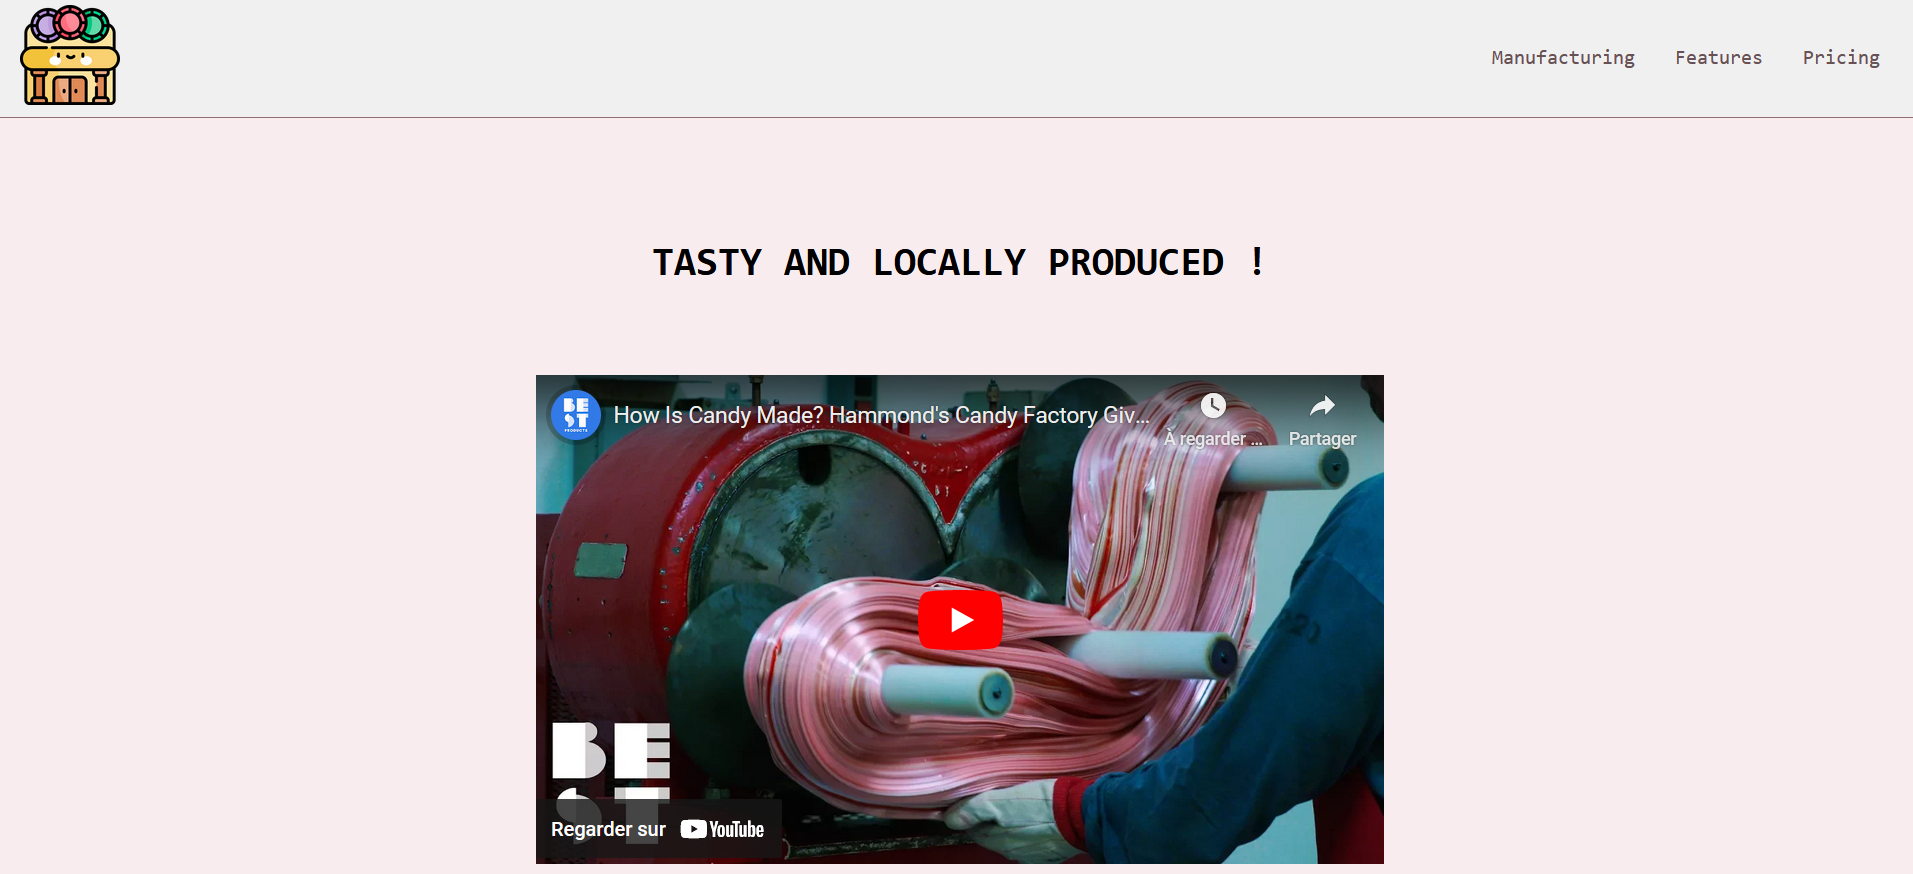 Manufacturing Features Pricing
TASTY AND LOCALLY PRODUCED !
BE
ST
PRODUCTS
How Is Candy Made? Hammond's Candy Factory Giv...
À regarder ...
Partager
BE
ST
Regarder sur YouTube